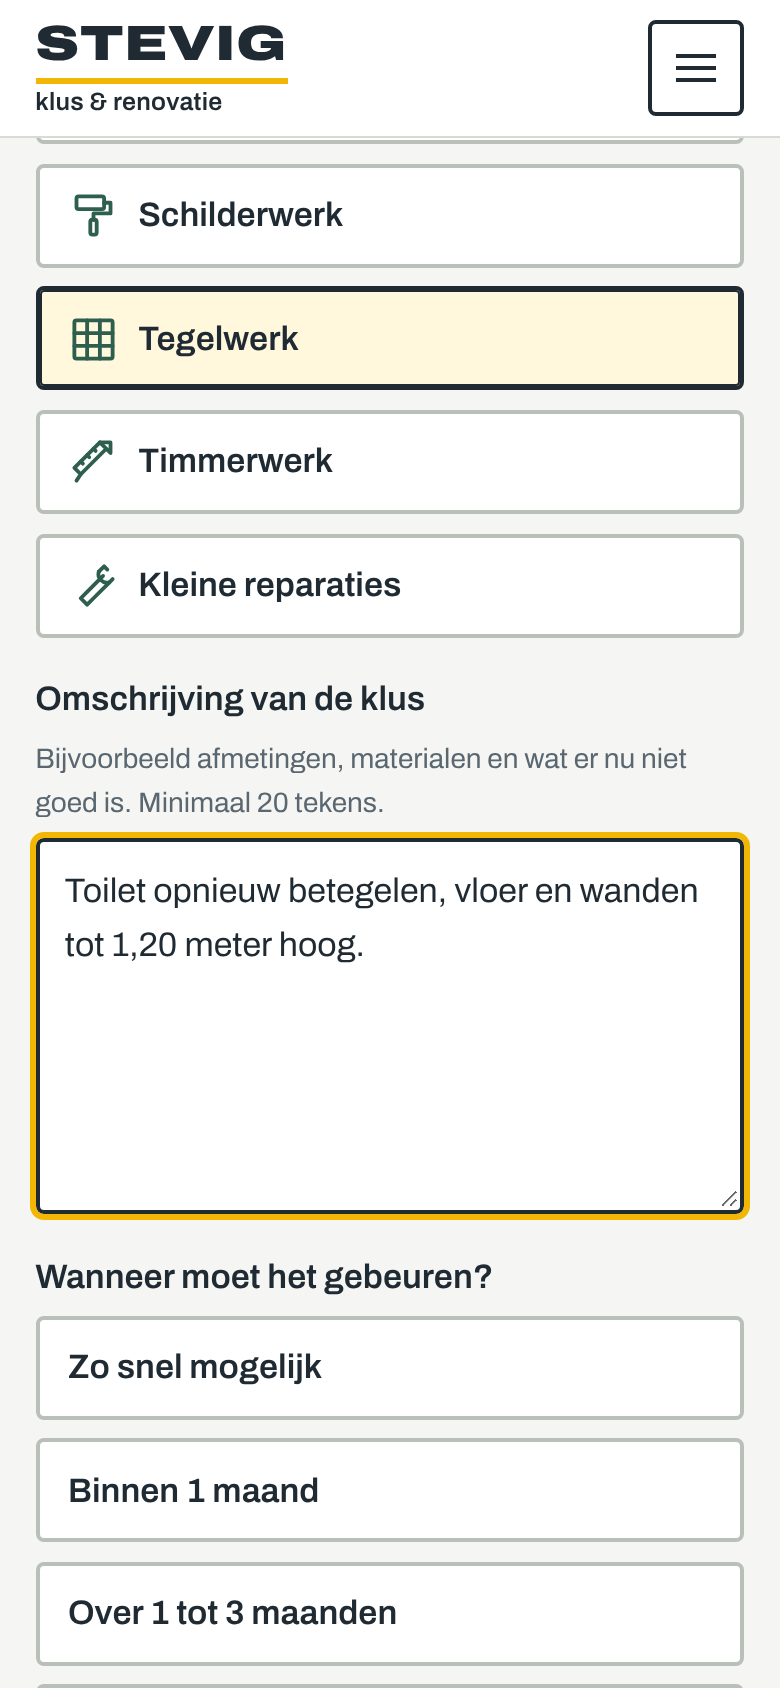 STEVIG
klus & renovatie
Schilderwerk
Tegelwerk
Timmerwerk
Kleine reparaties
Omschrijving van de klus
Bijvoorbeeld afmetingen, materialen en wat er nu niet
goed is. Minimaal 20 tekens.
Toilet opnieuw betegelen, vloer en wanden
tot 1,20 meter hoog.
Wanneer moet het gebeuren?
Zo snel mogelijk
Binnen 1 maand
Over 1 tot 3 maanden